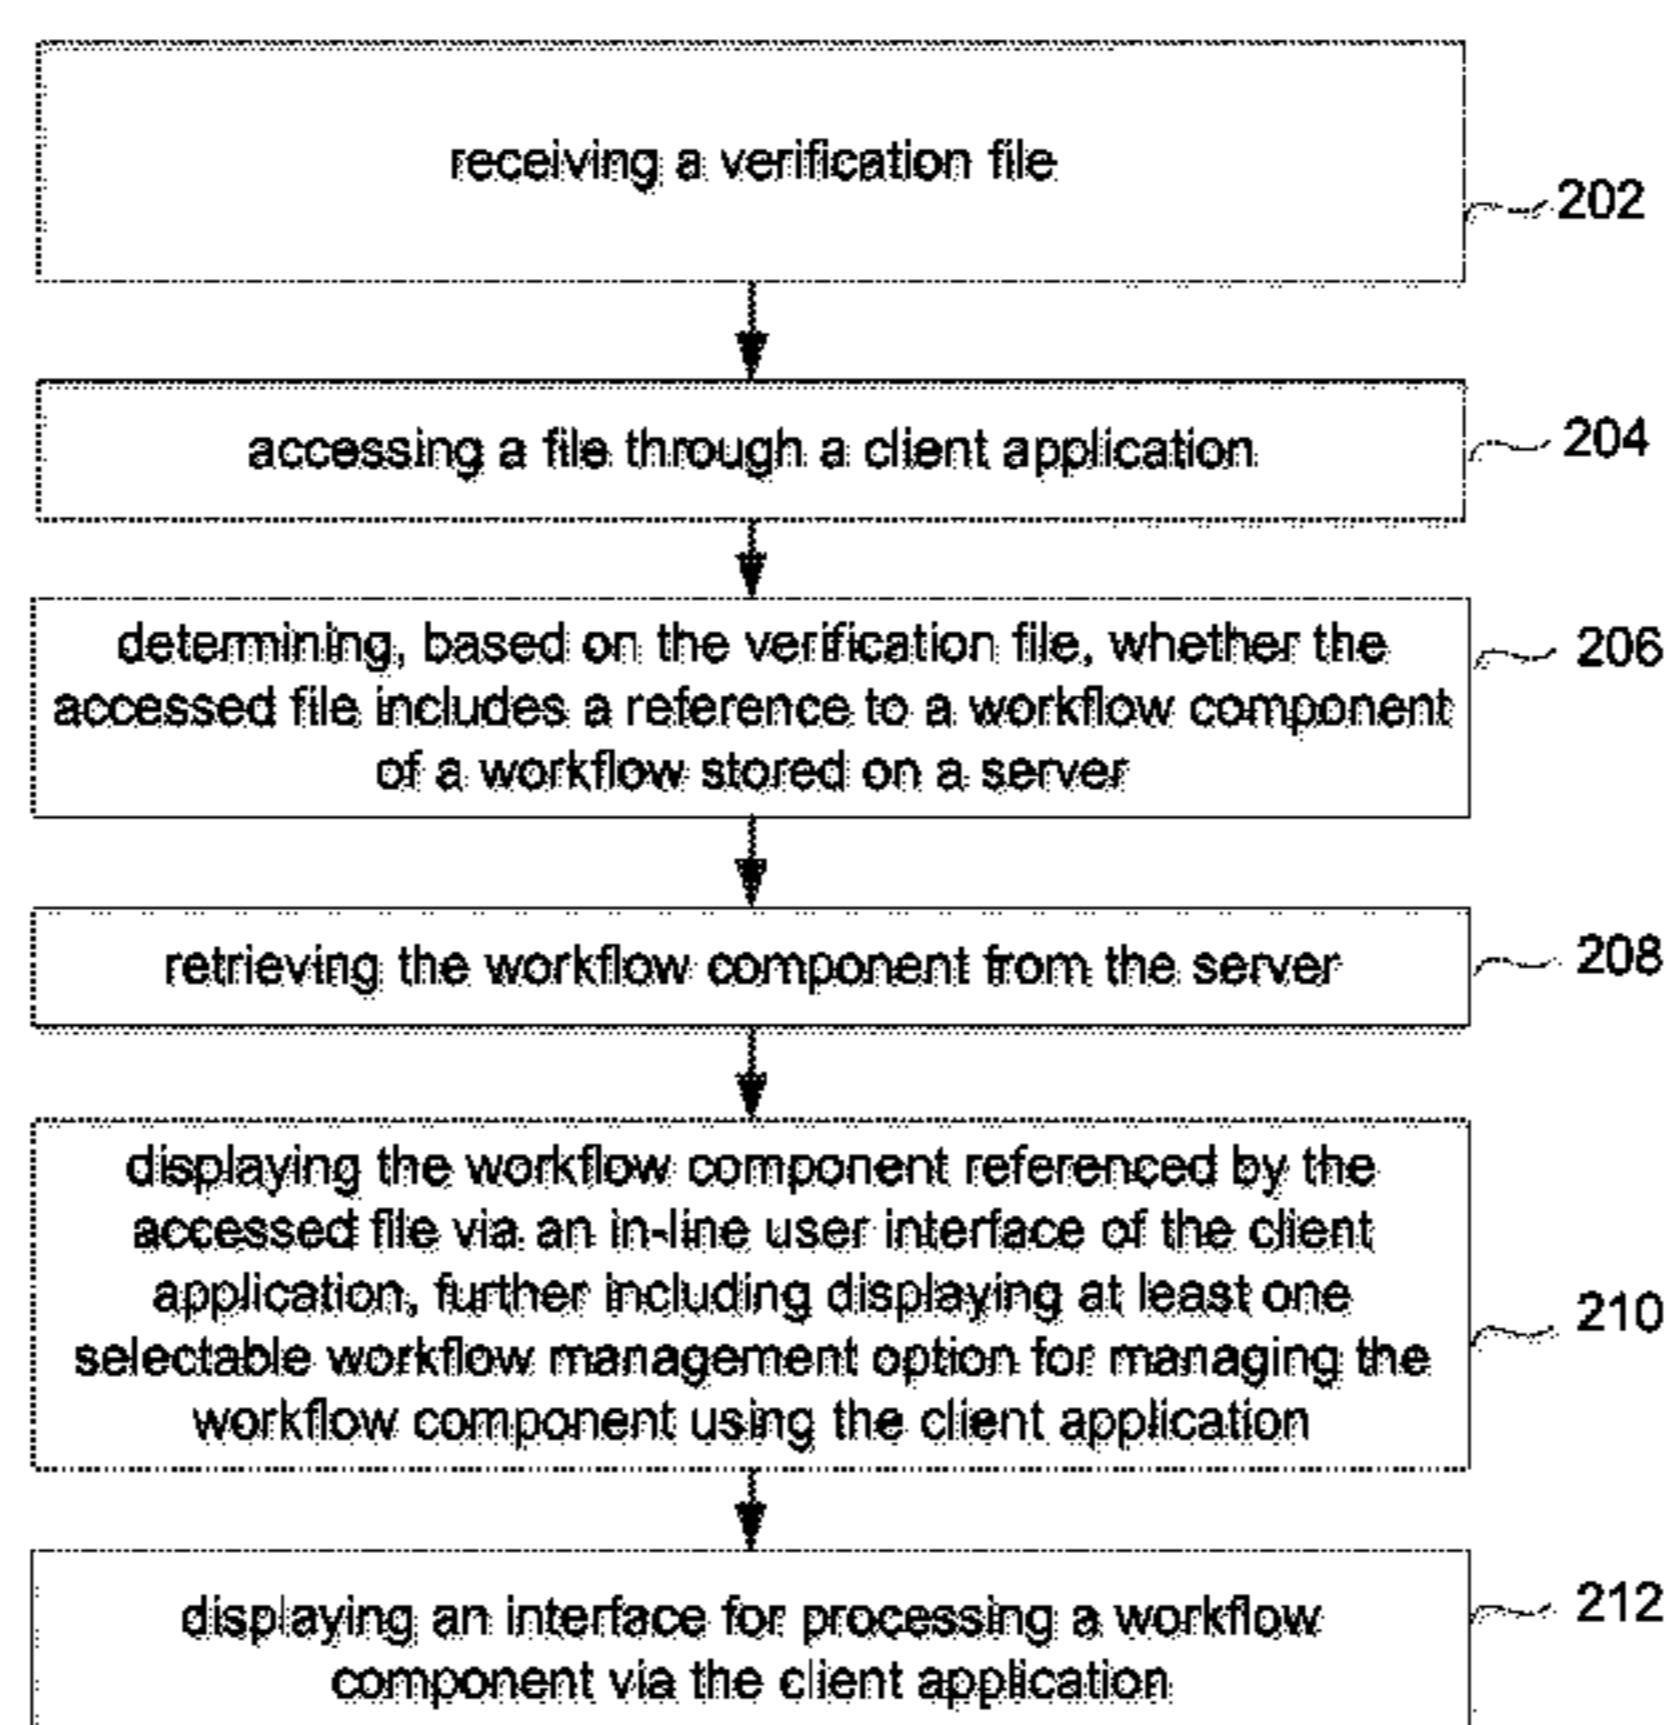 receiving a verification file
202
accessing a file through a client application
204
determining, based on the verification file, whether the
accessed file includes a reference to a workflow component
of a workflow stored on a server
206
retrieving the workflow component from the server
208
displaying the workflow component referenced by the
accessed file via an in-line user interface of the client
application, further including displaying at least one
selectable workflow management option for managing the
workflow component using the client application
210
displaying an interface for processing a workflow
component via the client application
212